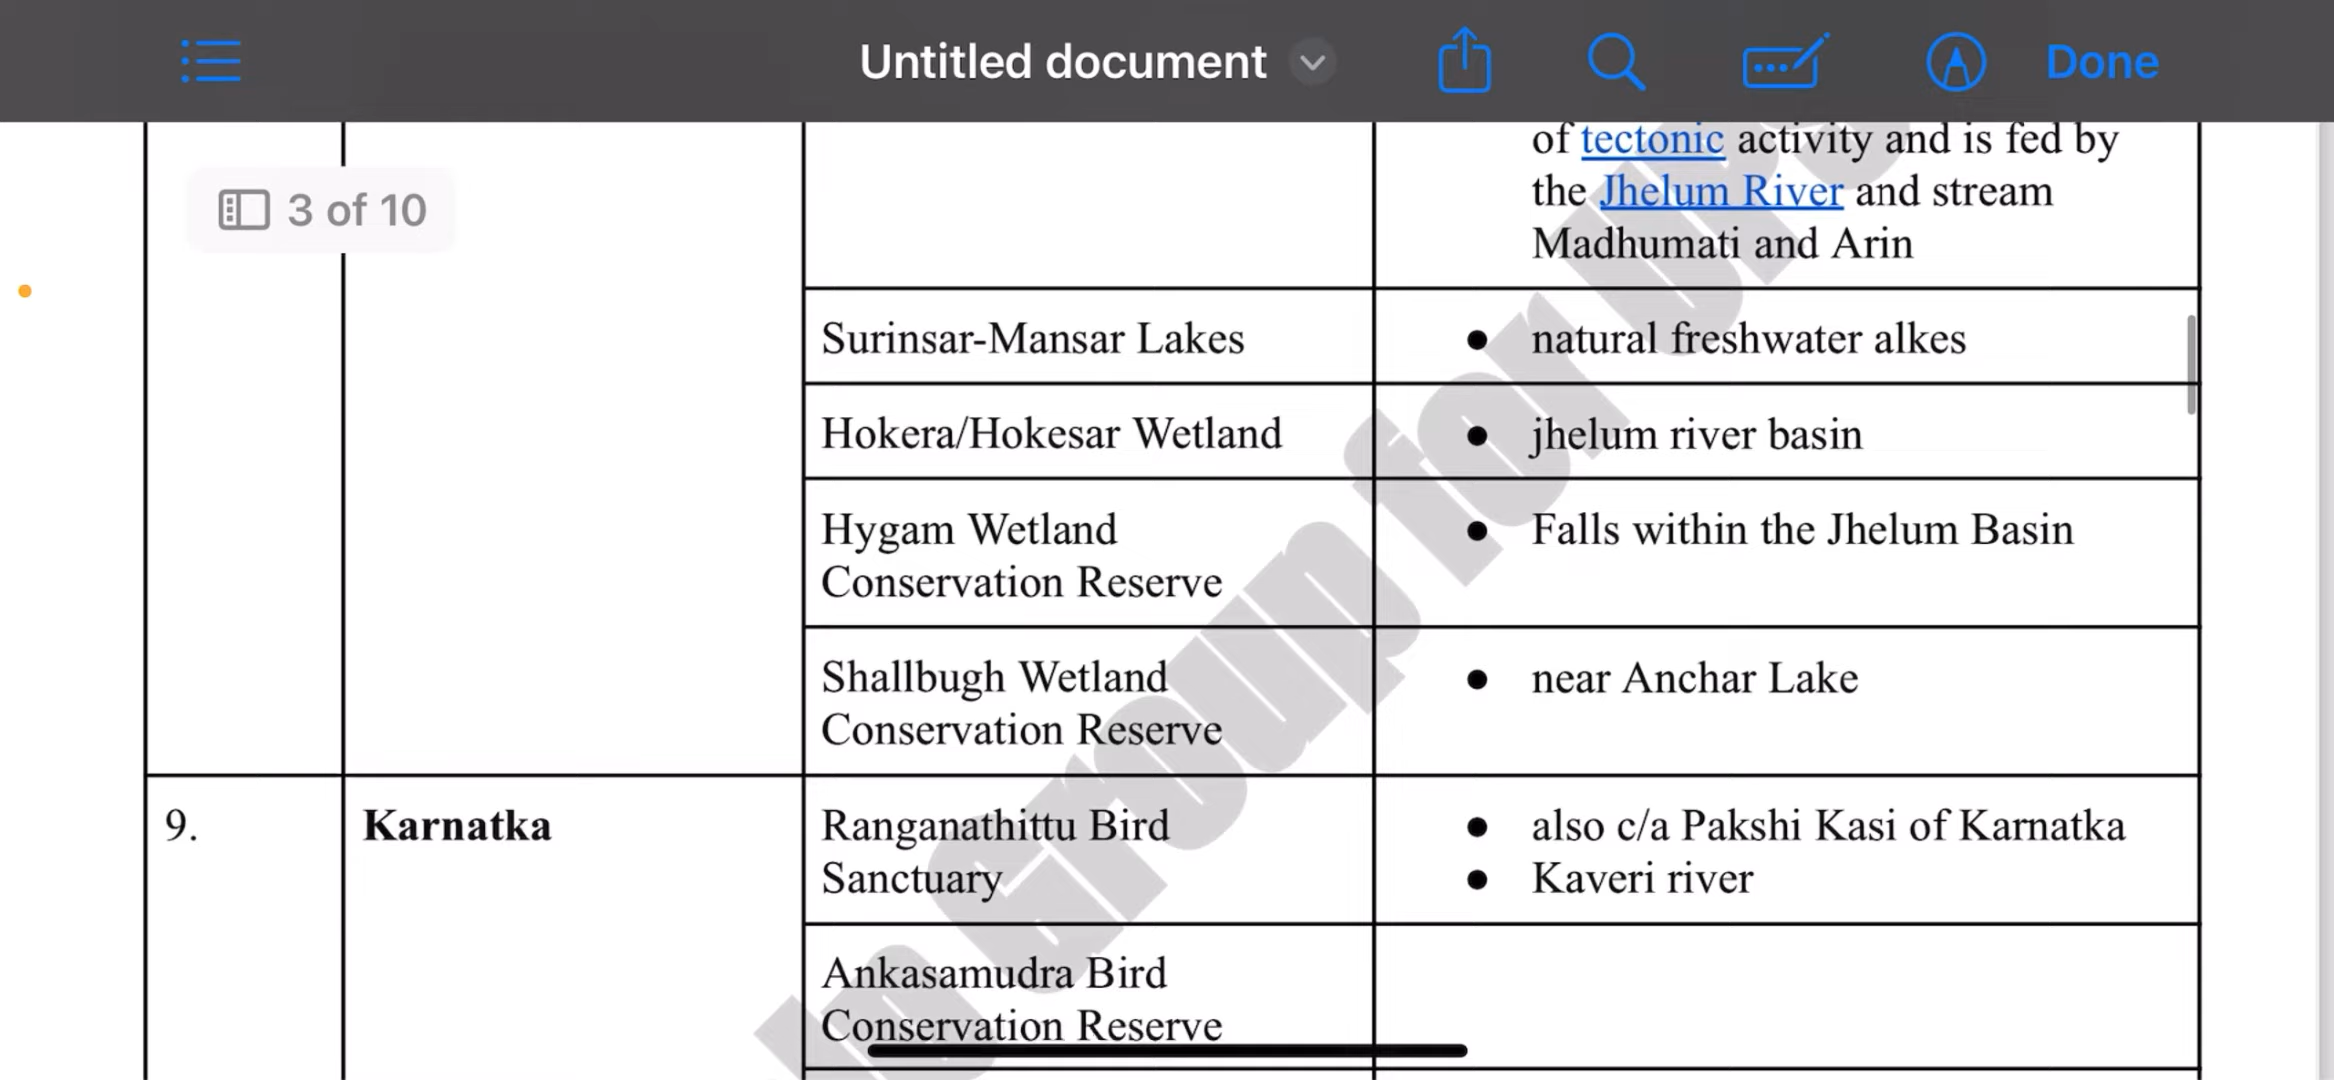 Untitled document
Done
3 of 10
of tectonic activity and is fed by
the Jhelum River and stream
Madhumati and Arin
Surinsar-Mansar Lakes
natural freshwater alkes
Hokera/Hokesar Wetland
jhelum river basin
Hygam Wetland
Conservation Reserve
Falls within the Jhelum Basin
Shallbugh Wetland
Conservation Reserve
near Anchar Lake
9.
Karnatka
Ranganathittu Bird
Sanctuary
also c/a Pakshi Kasi of Karnatka
Kaveri river
Ankasamudra Bird
Conservation Reserve
Group for